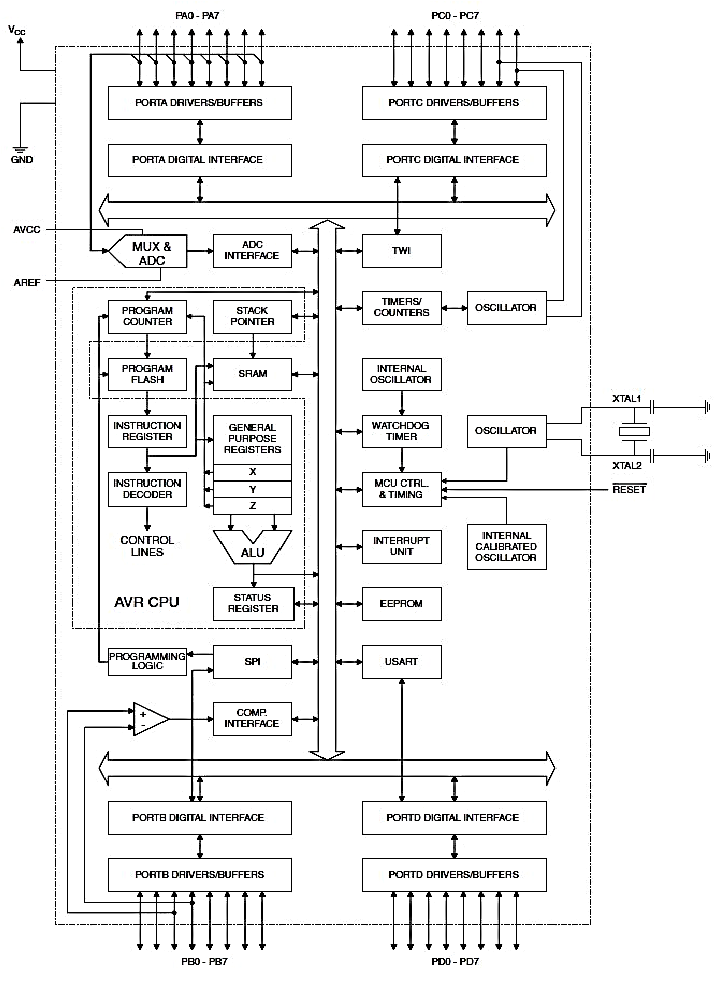 PA0 - PA7
PC0 - PC7
VCC
PORTA DRIVERS/BUFFERS
PORTC DRIVERS/BUFFERS
GND
PORTA DIGITAL INTERFACE
PORTC DIGITAL INTERFACE
AVCC
MUX &
ADC
ADC
INTERFACE
TWI
AREF
PROGRAM
COUNTER
STACK
POINTER
TIMERS/
COUNTERS
OSCILLATOR
PROGRAM
FLASH
SRAM
INTERNAL
OSCILLATOR
XTAL1
INSTRUCTION
REGISTER
GENERAL
PURPOSE
REGISTERS
WATCHDOG
TIMER
OSCILLATOR
XTAL2
X
INSTRUCTION
DECODER
Y
MCU CTRL.
& TIMING
RESET
Z
CONTROL
LINES
ALU
INTERRUPT
UNIT
INTERNAL
CALIBRATED
OSCILLATOR
AVR CPU
STATUS
REGISTER
EEPROM
PROGRAMMING
LOGIC
SPI
USART
+
-
COMP.
INTERFACE
PORTB DIGITAL INTERFACE
PORTD DIGITAL INTERFACE
PORTB DRIVERS/BUFFERS
PORTD DRIVERS/BUFFERS
PB0 - PB7
PD0 - PD7